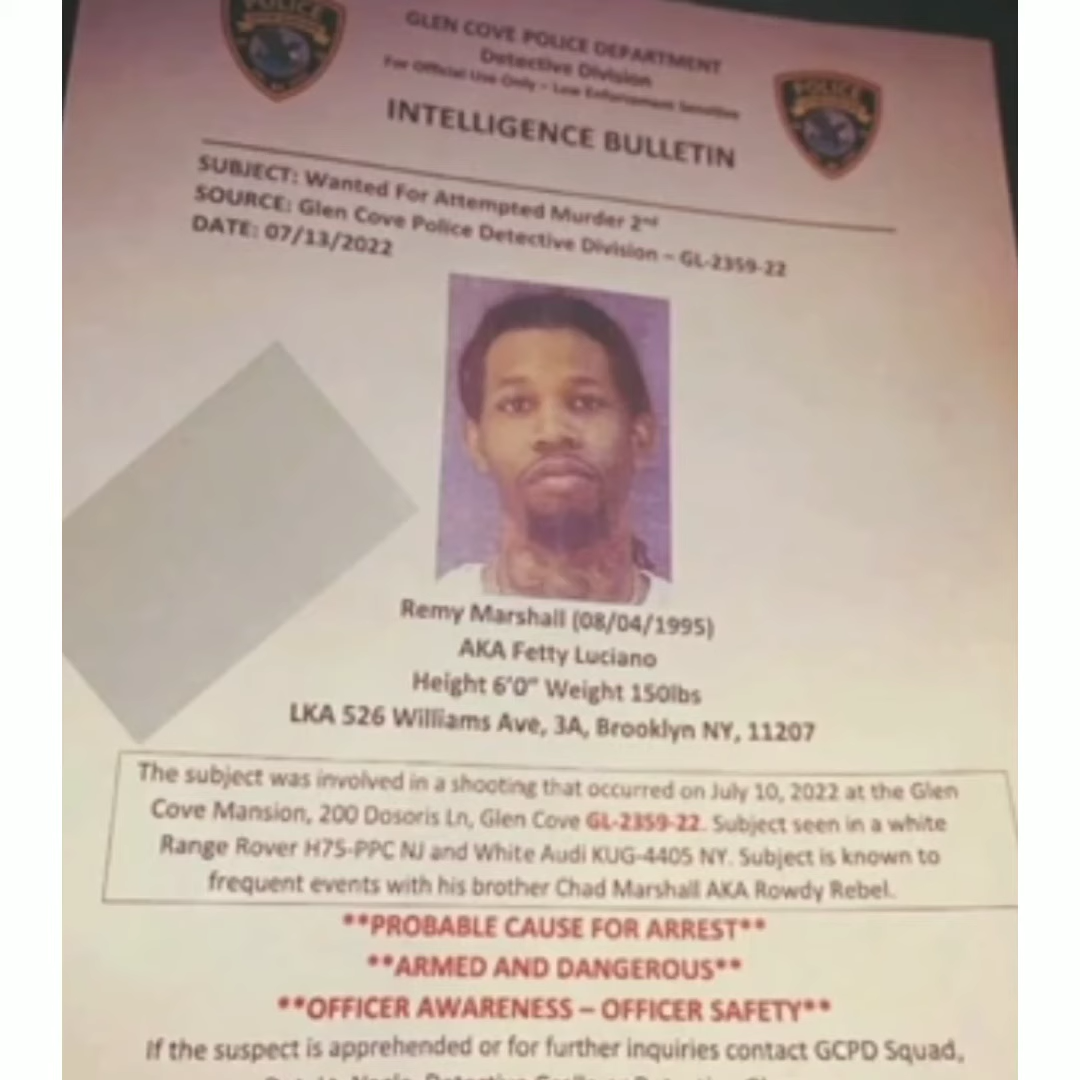 POLICE
GLEN COVE POLICE DEPARTMENT
Detective Division
For Official Use Only – Law Enforcement Sensitive
POLICE
INTELLIGENCE BULLETIN
SUBJECT: Wanted For Attempted Murder 2nd
SOURCE: Glen Cove Police Detective Division – GL-2359-22
DATE: 07/13/2022
Remy Marshall (08/04/1995)
AKA Fetty Luciano
Height 6'0" Weight 150lbs
LKA 526 Williams Ave, 3A, Brooklyn NY, 11207
The subject was involved in a shooting that occurred on July 10, 2022 at the Glen
Cove Mansion, 200 Dosoris Ln, Glen Cove GL-2359-22. Subject seen in a white
Range Rover H75-PPC NJ and White Audi KUG-4405 NY. Subject is known to
frequent events with his brother Chad Marshall AKA Rowdy Rebel.
**PROBABLE CAUSE FOR ARREST**
**ARMED AND DANGEROUS**
**OFFICER AWARENESS – OFFICER SAFETY**
If the suspect is apprehended or for further inquiries contact GCPD Squad,